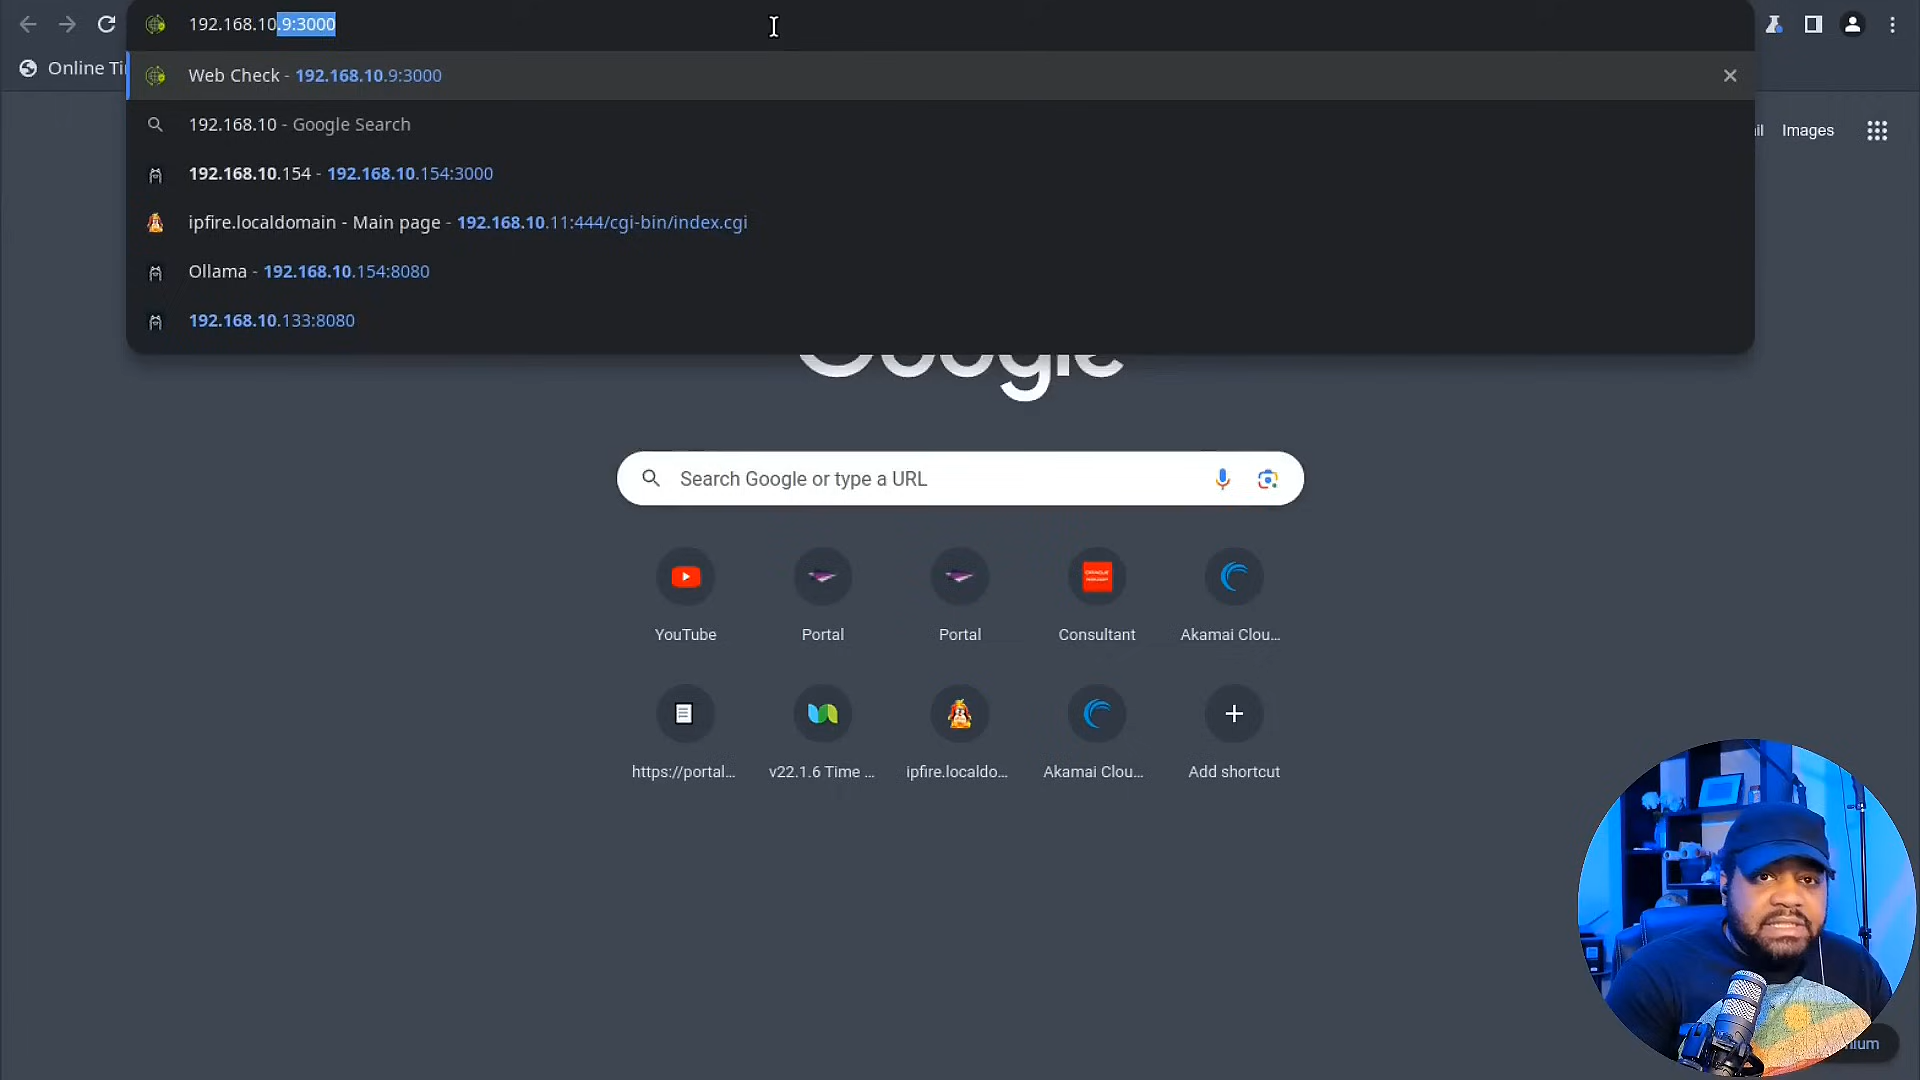 192.168.10.9:3000
Online Ti
Web Check - 192.168.10.9:3000
192.168.10 - Google Search
192.168.10.154 - 192.168.10.154:3000
ipfire.localdomain - Main page - 192.168.10.11:444/cgi-bin/index.cgi
Ollama - 192.168.10.154:8080
192.168.10.133:8080
il Images
Google
Search Google or type a URL
YouTube
Portal
Portal
Consultant
Akamai Clou...
https://portal...
v22.1.6 Time ...
ipfire.localdo...
Akamai Clou...
Add shortcut